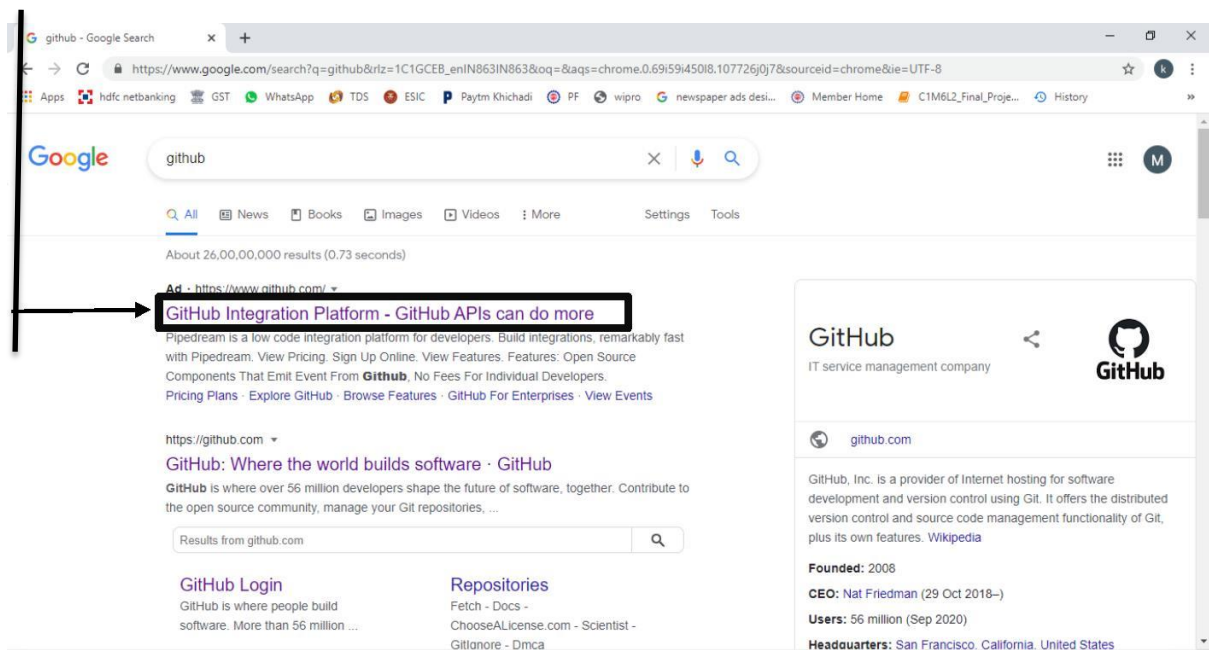 github - Google Search
https://www.google.com/search?q=github&rlz=1C1GCEB_enIN863IN863&oq=&aqs=chrome.0.69i59i450l8.107726j0j7&sourceid=chrome&ie=UTF-8
k
Apps hdfc netbanking GST WhatsApp TDS ESIC Paytm Khichadi PF wipro newspaper ads desi... Member Home C1M6L2_Final_Proje... History »
Google
github
M
All News Books Images Videos More Settings Tools
About 26,00,00,000 results (0.73 seconds)
Ad · https://www.github.com/
GitHub Integration Platform - GitHub APIs can do more
Pipedream is a low code integration platform for developers. Build integrations, remarkably fast
with Pipedream. View Pricing. Sign Up Online. View Features. Features: Open Source
Components That Emit Event From Github, No Fees For Individual Developers.
Pricing Plans · Explore GitHub · Browse Features · GitHub For Enterprises · View Events
https://github.com
GitHub: Where the world builds software · GitHub
GitHub is where over 56 million developers shape the future of software, together. Contribute to
the open source community, manage your Git repositories, ...
Results from github.com
GitHub Login
GitHub is where people build
software. More than 56 million ...
Repositories
Fetch - Docs -
ChooseALicense.com - Scientist -
GitIgnore - Dmca
GitHub
IT service management company
GitHub
github.com
GitHub, Inc. is a provider of Internet hosting for software
development and version control using Git. It offers the distributed
version control and source code management functionality of Git,
plus its own features. Wikipedia
Founded: 2008
CEO: Nat Friedman (29 Oct 2018–)
Users: 56 million (Sep 2020)
Headquarters: San Francisco, California, United States